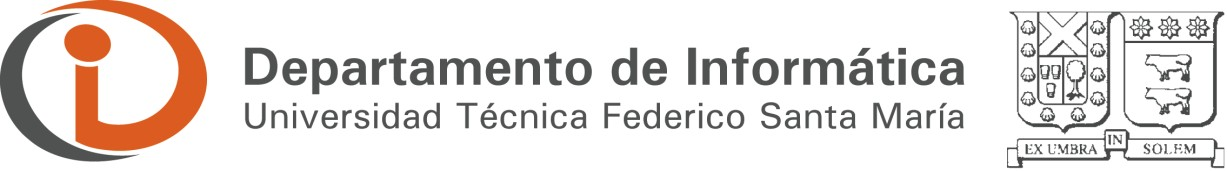 Departamento de Informática
Universidad Técnica Federico Santa María
EX UMBRA IN SOLEM